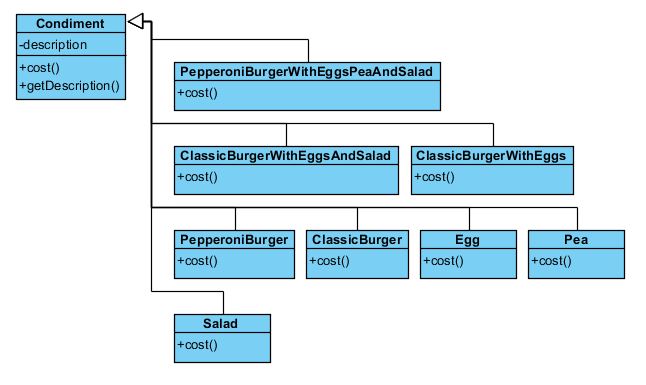 Condiment
-description
+cost()
+getDescription()
PepperoniBurgerWithEggsPeaAndSalad
+cost()
ClassicBurgerWithEggsAndSalad
+cost()
ClassicBurgerWithEggs
+cost()
PepperoniBurger
+cost()
ClassicBurger
+cost()
Egg
+cost()
Pea
+cost()
Salad
+cost()